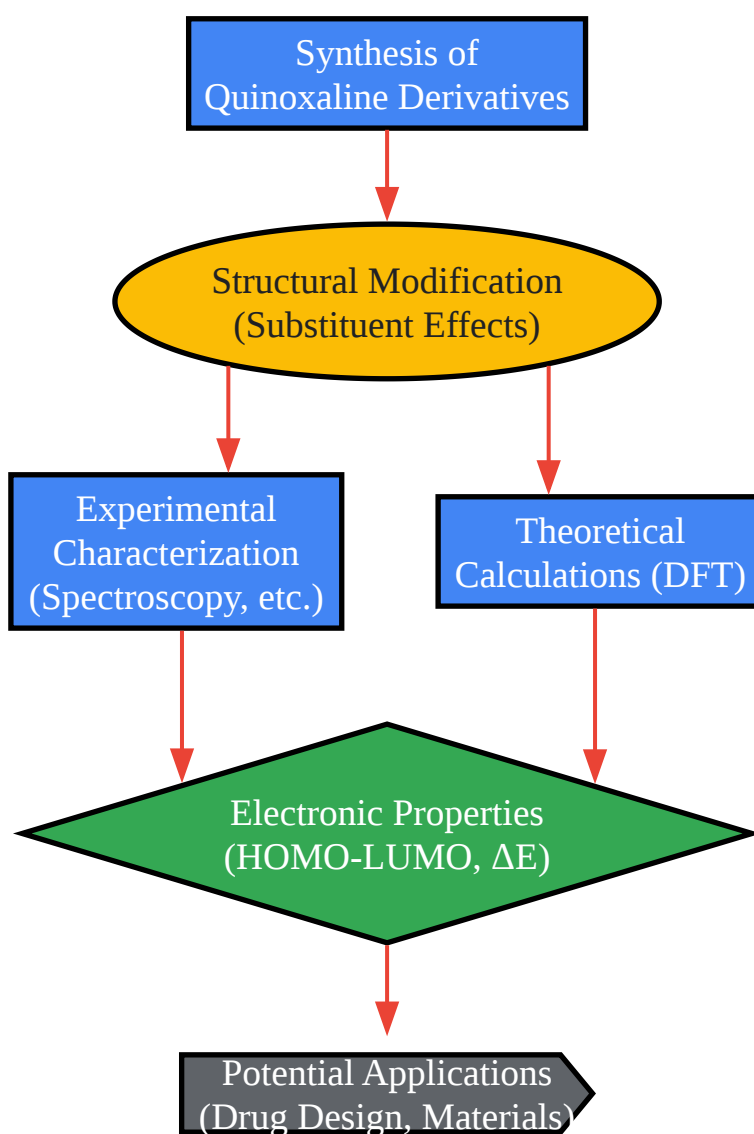 Synthesis of
Quinoxaline Derivatives
Structural Modification
(Substituent Effects)
Experimental
Characterization
(Spectroscopy, etc.)
Theoretical
Calculations (DFT)
Electronic Properties
(HOMO-LUMO, ΔE)
Potential Applications
(Drug Design, Materials)